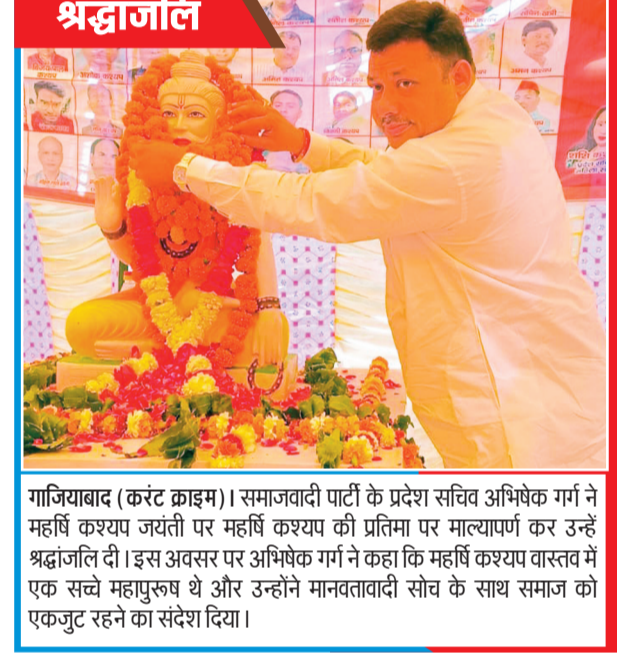 श्रद्धांजलि
गाजियाबाद (करंट क्राइम)। समाजवादी पार्टी के प्रदेश सचिव अभिषेक गर्ग ने
महर्षि कश्यप जयंती पर महर्षि कश्यप की प्रतिमा पर माल्यापर्ण कर उन्हें
श्रद्धांजलि दी। इस अवसर पर अभिषेक गर्ग ने कहा कि महर्षि कश्यप वास्तव में
एक सच्चे महापुरूष थे और उन्होंने मानवतावादी सोच के साथ समाज को
एकजुट रहने का संदेश दिया।